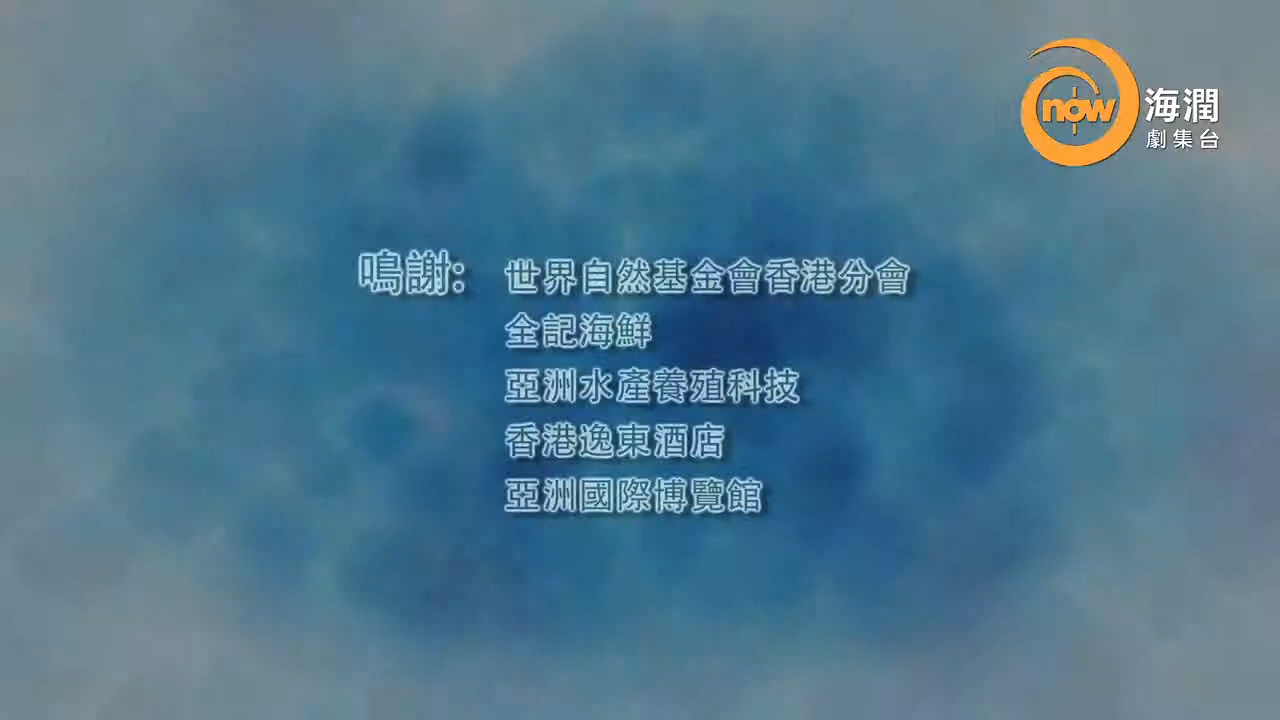 now 海潤
劇集台
鳴謝: 世界自然基金會香港分會
全記海鮮
亞洲水產養殖科技
香港逸東酒店
亞洲國際博覽館